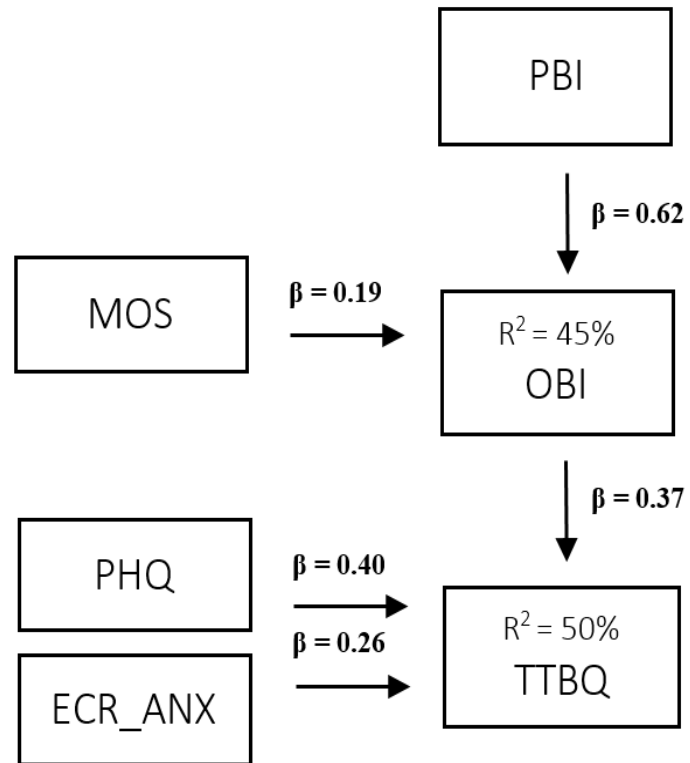 PBI
β = 0.62
MOS
β = 0.19
R² = 45%
OBI
β = 0.37
PHQ
β = 0.40
R² = 50%
TTBQ
β = 0.26
ECR_ANX